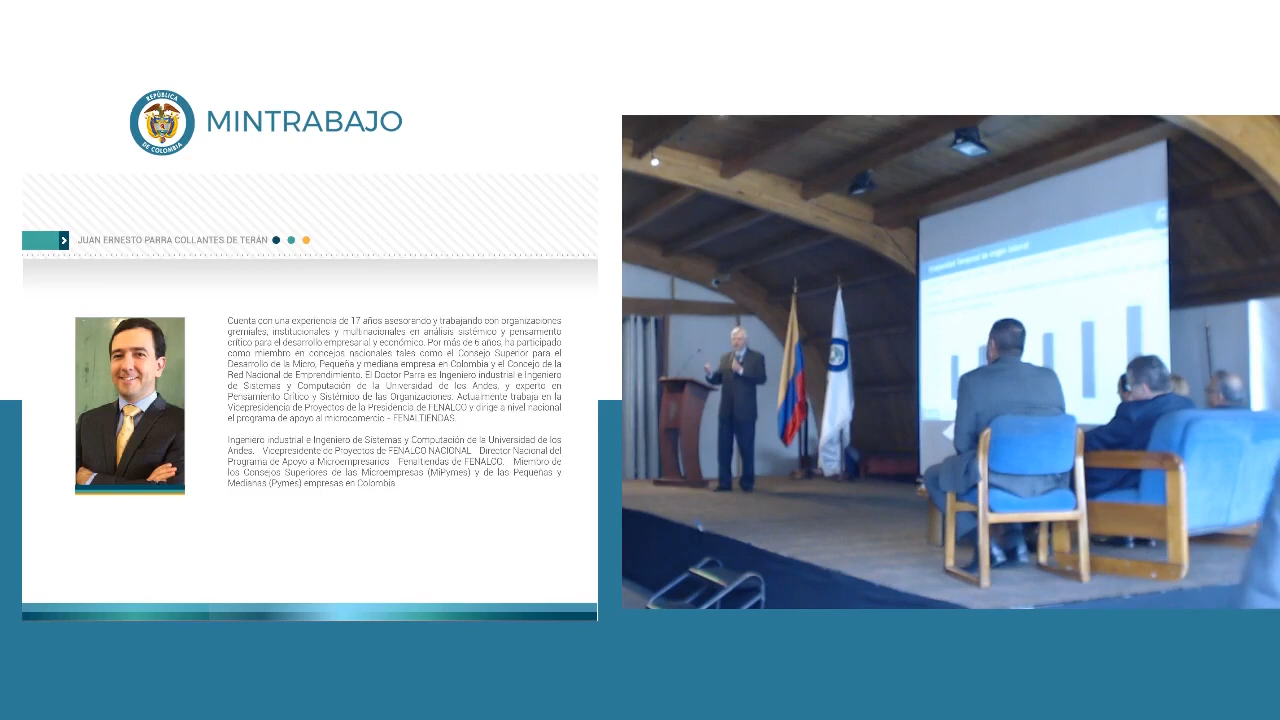 REPÚBLICA
DE COLOMBIA
MINTRABAJO
JUAN ERNESTO PARRA COLLANTES DE TERÁN
Cuenta con una experiencia de 17 años asesorando y trabajando con organizaciones
gremiales, institucionales y multinacionales en análisis sistémico y pensamento
crítico para el desarrollo empresarial y económico. Por más de 6 años, ha participado
como miembro en concejos nacionales tales como el Consejo Superior para el
Desarrollo de la Micro, Pequeña y mediana empresa en Colombia y el Concejo de la
Red Nacional de Emprendimiento. El Doctor Parra es Ingeniero industrial e Ingeniero
de Sistemas y Computación de la Universidad de los Andes, y experto en
Pensamiento Crítico y Sistémico de las Organizaciones. Actualmente trabaja en la
Vicepresidencia de Proyectos de la Presidencia de FENALCO y dirige a nivel nacional
el programa de apoyo al microcomercio - FENALTIENDAS.
Ingeniero industrial e Ingeniero de Sistemas y Computación de la Universidad de los
Andes. Vicepresidente de Proyectos de FENALCO NACIONAL Director Nacional del
Programa de Apoyo a Microempresarios Fenaltiendas de FENALCO. Miembro de
los Consejos Superiores de las Microempresas (MiPymes) y de las Pequeñas y
Medianas (Pymes) empresas en Colombia